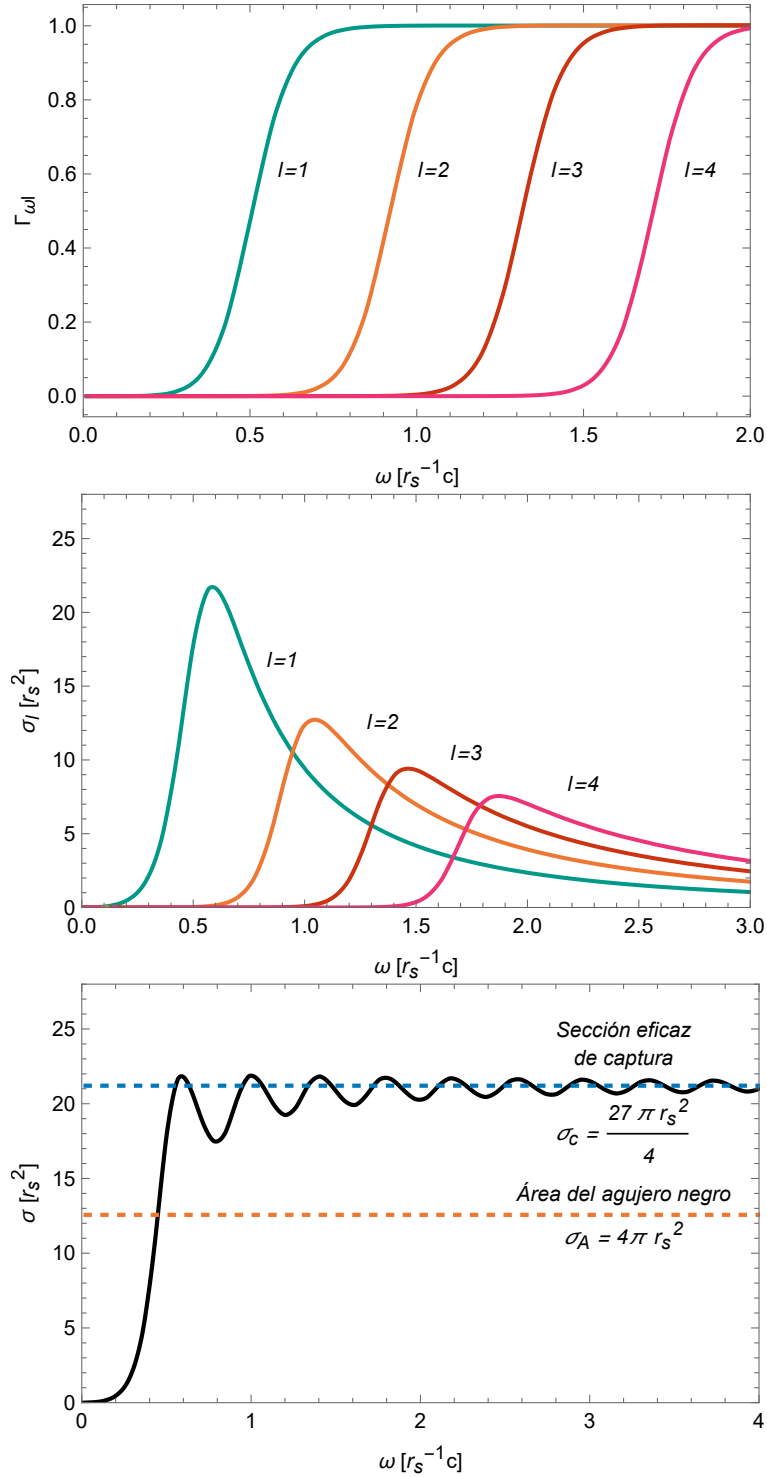 Γωl
1.0
0.8
0.6
0.4
0.2
0.0
l=1
l=2
l=3
l=4
0.0 0.5 1.0 1.5 2.0
ω [rₛ⁻¹c]
σₗ [rₛ²]
25
20
15
10
5
0
l=1
l=2
l=3
l=4
0.0 0.5 1.0 1.5 2.0 2.5 3.0
ω [rₛ⁻¹c]
σ [rₛ²]
25
20
15
10
5
0
Sección eficaz
de captura
σc = 27 π rₛ² / 4
Área del agujero negro
σA = 4π rₛ²
0 1 2 3 4
ω [rₛ⁻¹c]